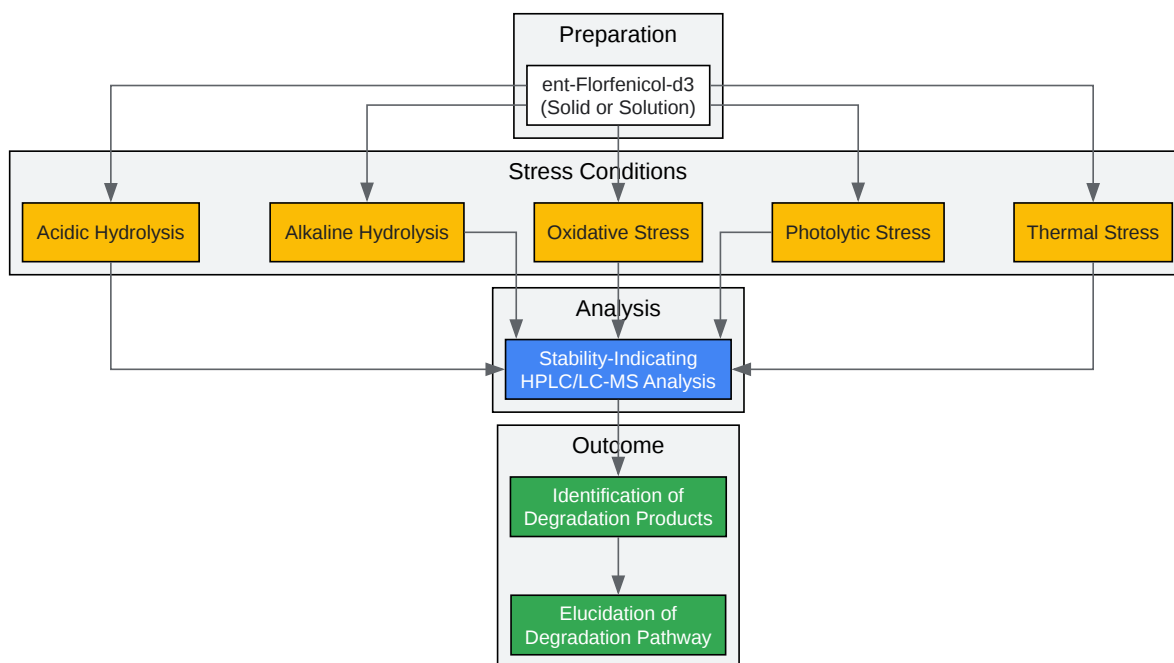 Preparation
ent-Florfenicol-d3
(Solid or Solution)
Stress Conditions
Acidic Hydrolysis
Alkaline Hydrolysis
Oxidative Stress
Photolytic Stress
Thermal Stress
Analysis
Stability-Indicating
HPLC/LC-MS Analysis
Outcome
Identification of
Degradation Products
Elucidation of
Degradation Pathway